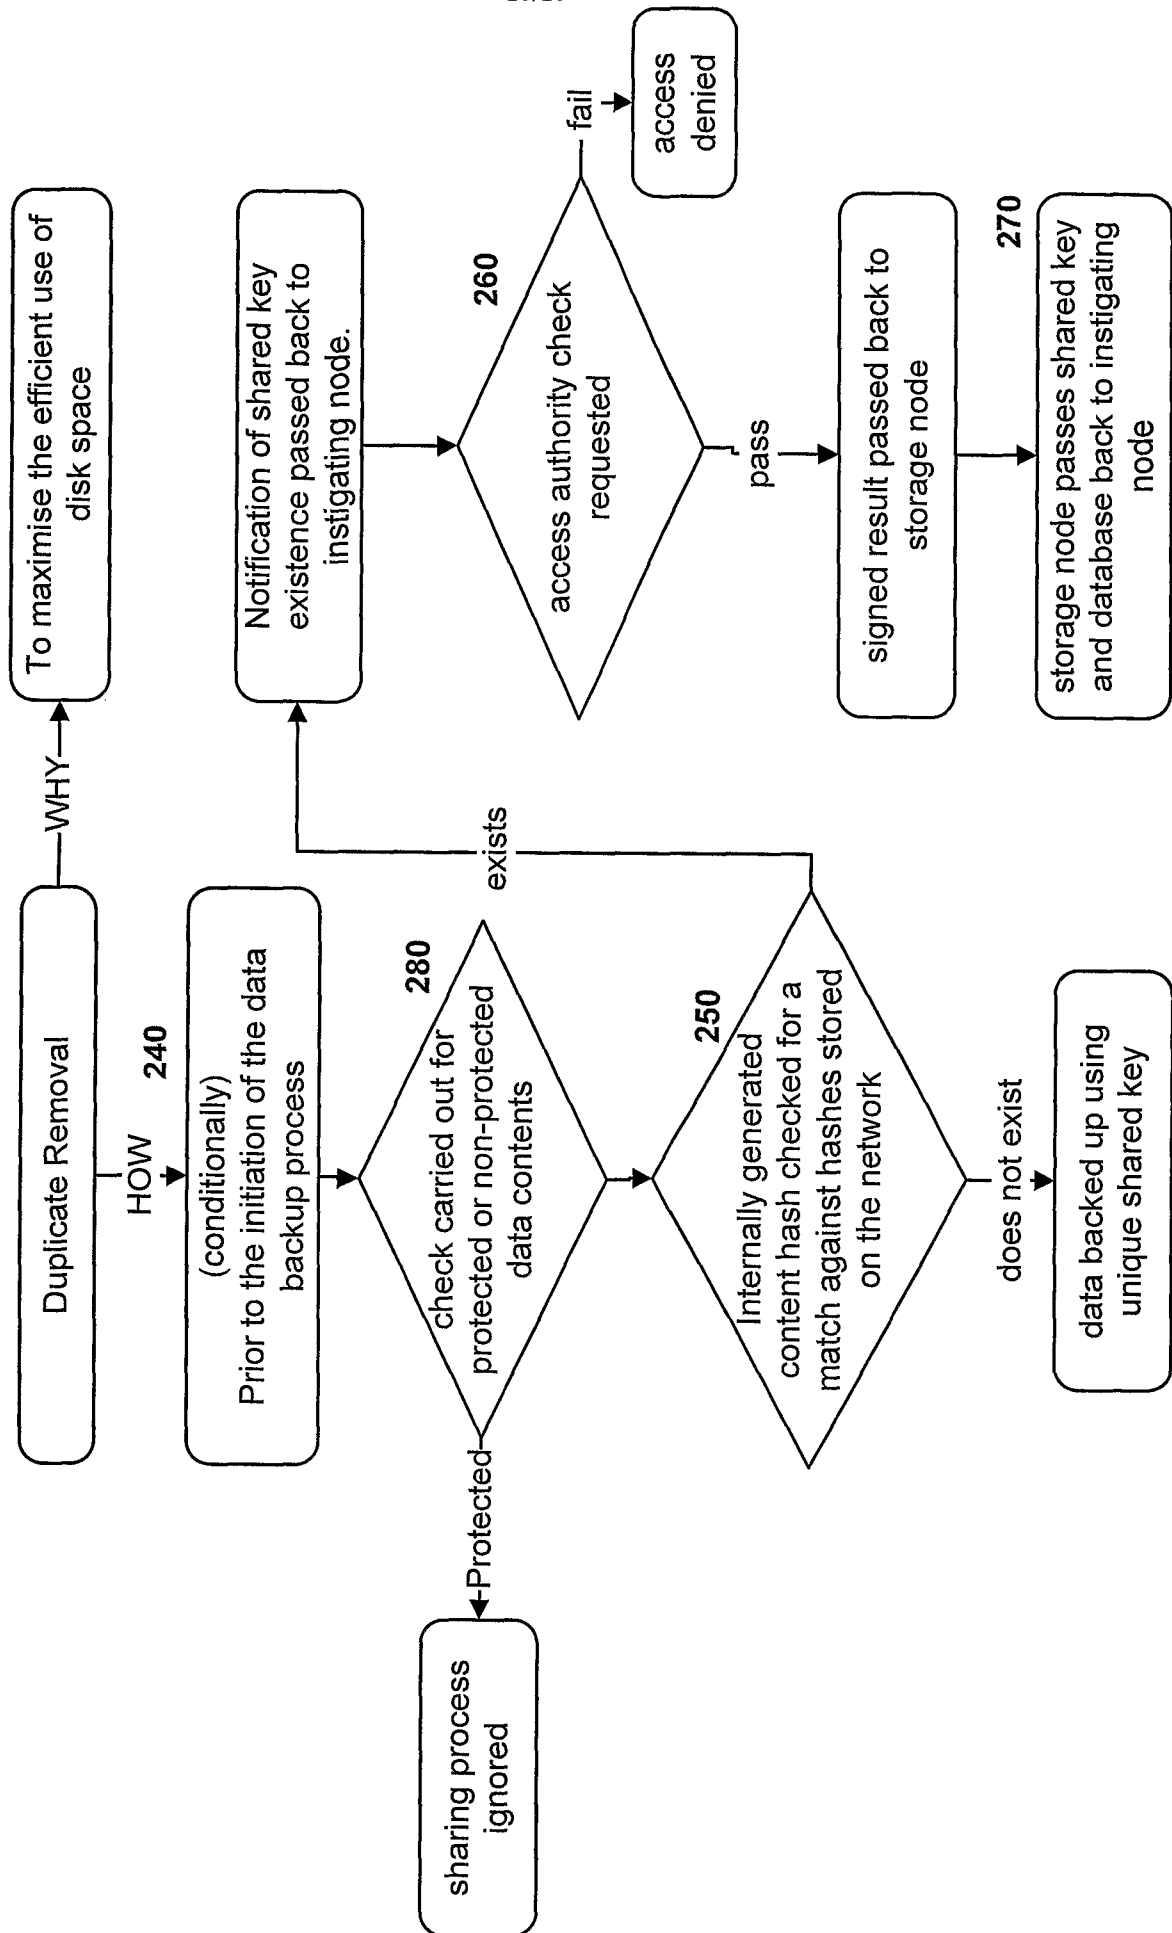 Duplicate Removal
WHY
To maximise the efficient use of
disk space
HOW
240
(conditionally)
Prior to the initiation of the data
backup process
280
check carried out for
protected or non-protected
data contents
Protected
sharing process
ignored
250
Internally generated
content hash checked for a
match against hashes stored
on the network
exists
does not exist
data backed up using
unique shared key
Notification of shared key
existence passed back to
instigating node.
260
access authority check
requested
fail
access
denied
pass
signed result passed back to
storage node
270
storage node passes shared key
and database back to instigating
node